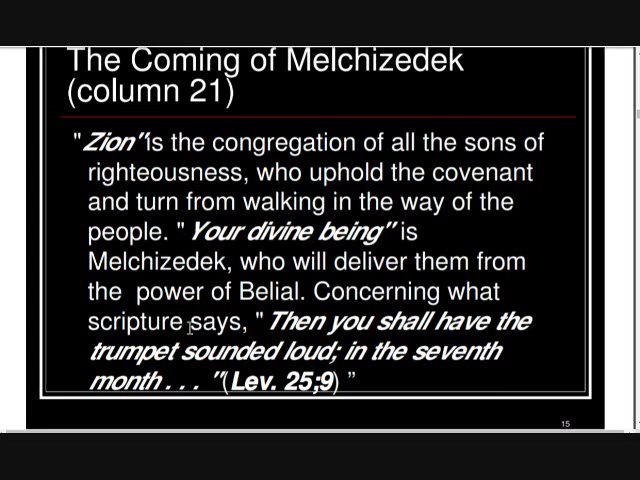 The Coming of Melchizedek
(column 21)
"Zion" is the congregation of all the sons of
righteousness, who uphold the covenant
and turn from walking in the way of the
people. "Your divine being" is
Melchizedek, who will deliver them from
the power of Belial. Concerning what
scripture says, "Then you shall have the
trumpet sounded loud; in the seventh
month . . . "(Lev. 25;9) ”
15